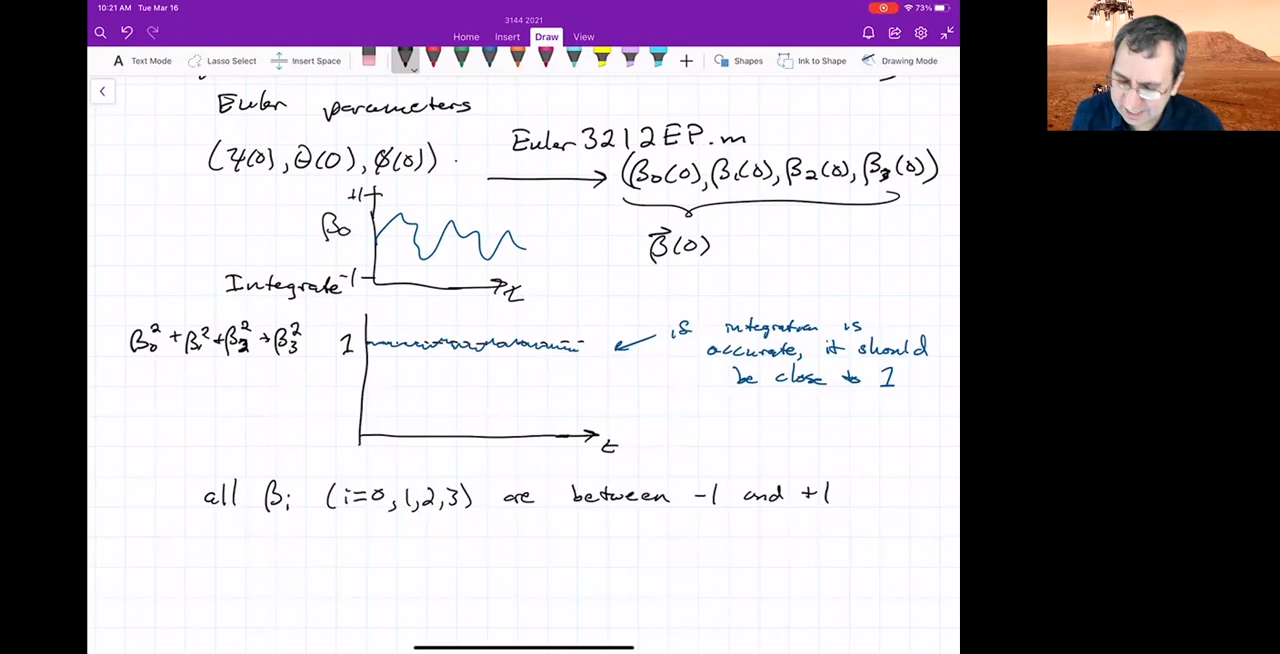 10:21 AM Tue Mar 16
73%
3144 2021
Home Insert Draw View
Text Mode Lasso Select Insert Space Shapes Ink to Shape Drawing Mode
Euler parameters
(ψ(0), θ(0), φ(0)).
Euler3212EP.m
(β₀(0), β₁(0), β₂(0), β₃(0))
β⃗(0)
+1
β₀
-1
t
Integrate
β₀² + β₁² + β₂² + β₃²
1
t
if integration is
accurate, it should
be close to 1
all βᵢ (i=0,1,2,3) are between -1 and +1